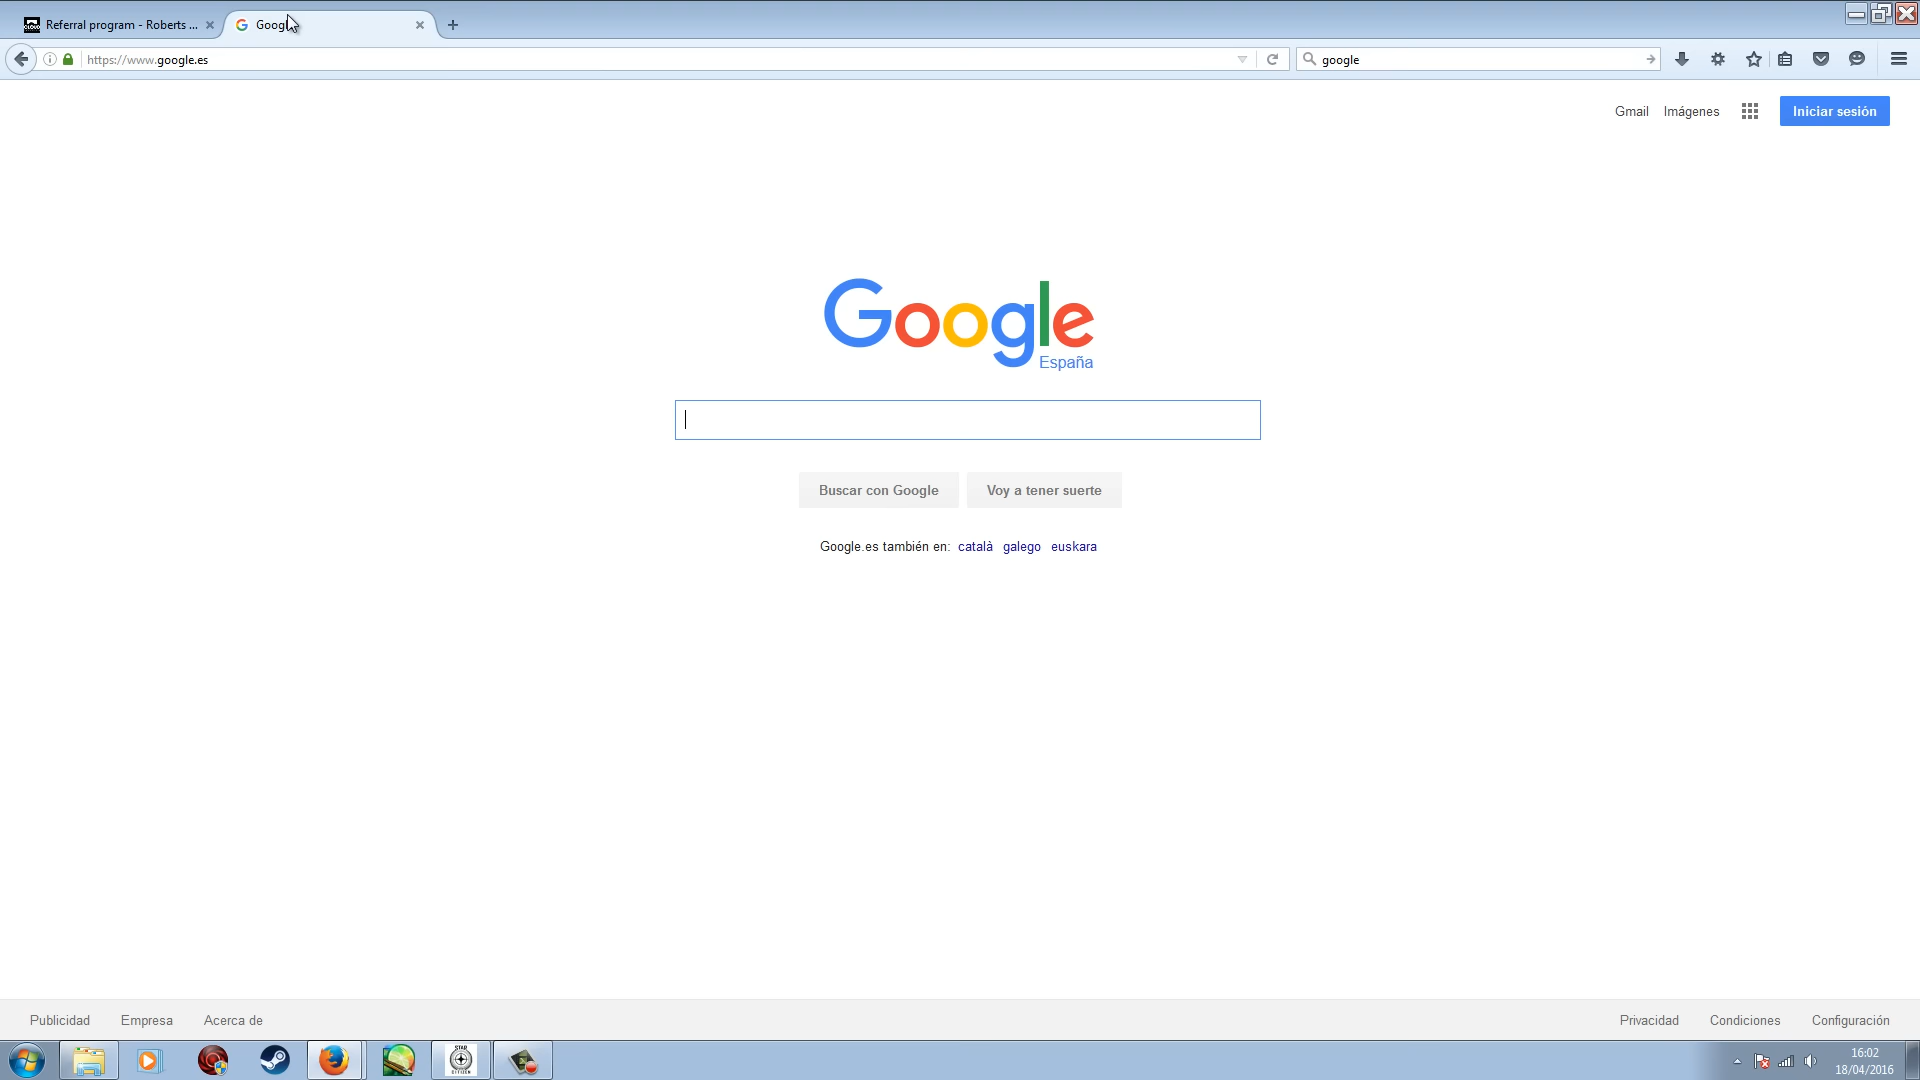 Referral program - Roberts ...
Google
https://www.google.es
google
Gmail Imágenes Iniciar sesión
Google
España
Buscar con Google Voy a tener suerte
Google.es también en: català galego euskara
Publicidad Empresa Acerca de
Privacidad Condiciones Configuración
STAR
CITIZEN
16:02
18/04/2016